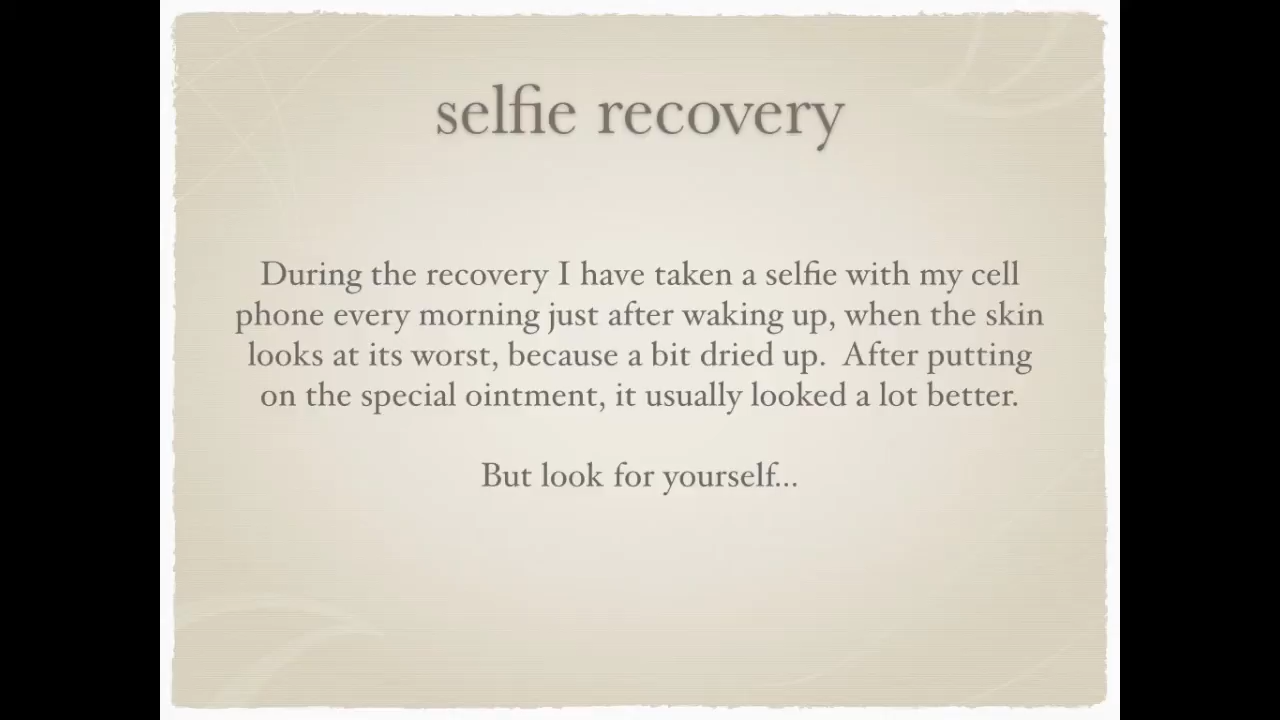 selfie recovery
During the recovery I have taken a selfie with my cell
phone every morning just after waking up, when the skin
looks at its worst, because a bit dried up.  After putting
on the special ointment, it usually looked a lot better.
But look for yourself...